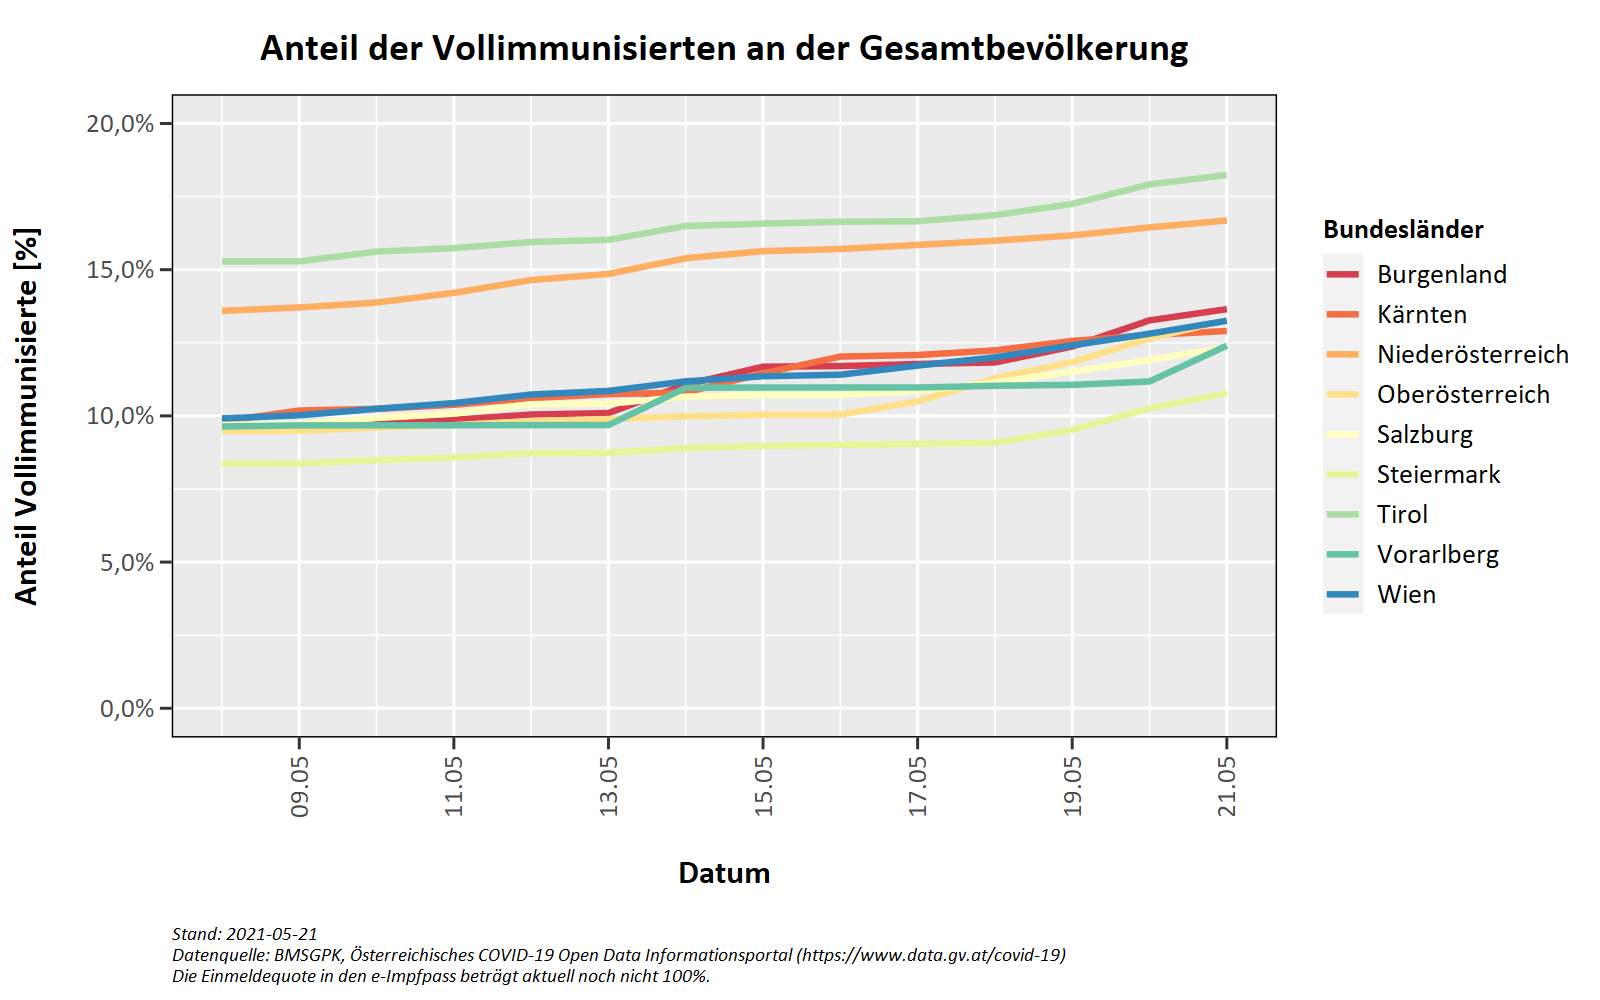 Anteil der Vollimmunisierten an der Gesamtbevölkerung
Anteil Vollimmunisierte [%]
20,0%
15,0%
10,0%
5,0%
0,0%
09.05
11.05
13.05
15.05
17.05
19.05
21.05
Datum
Bundesländer
Burgenland
Kärnten
Niederösterreich
Oberösterreich
Salzburg
Steiermark
Tirol
Vorarlberg
Wien
Stand: 2021-05-21
Datenquelle: BMSGPK, Österreichisches COVID-19 Open Data Informationsportal (https://www.data.gv.at/covid-19)
Die Einmeldequote in den e-Impfpass beträgt aktuell noch nicht 100%.